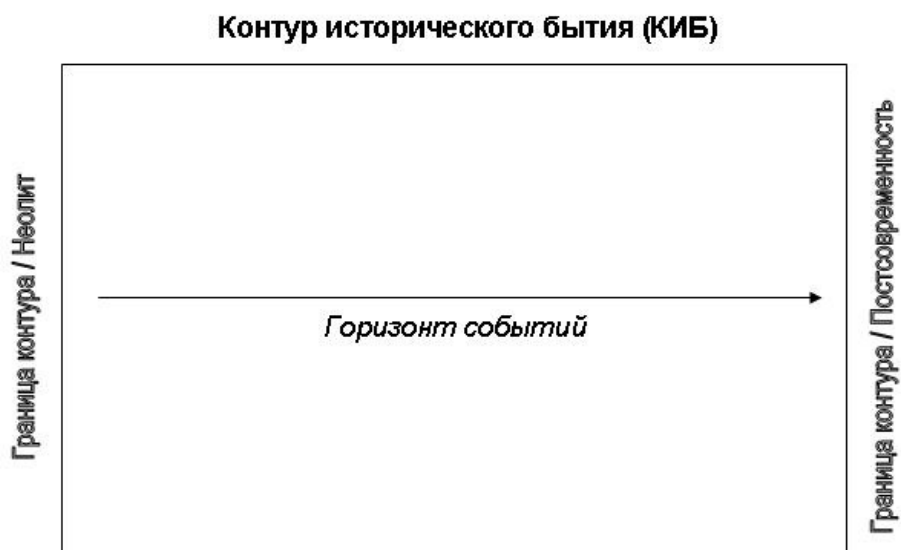 Контур исторического бытия (КИБ)
Граница контура / Неолит
Горизонт событий
Граница контура / Постсовременность